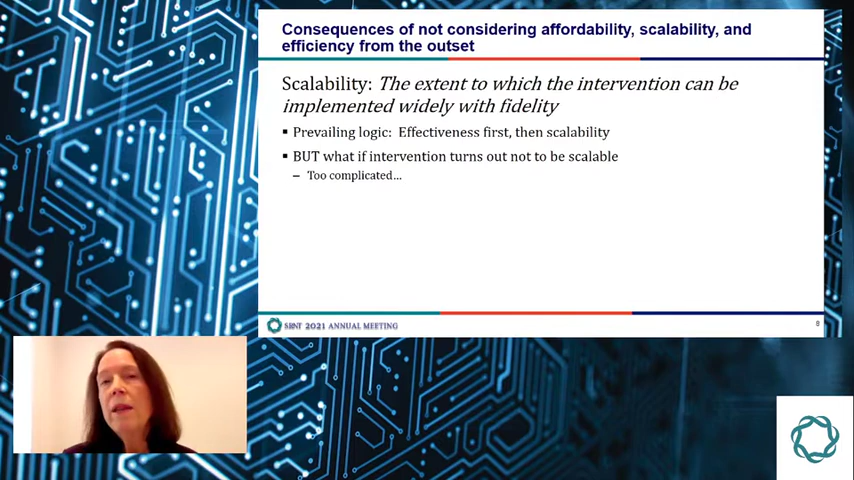 Consequences of not considering affordability, scalability, and
efficiency from the outset
Scalability: The extent to which the intervention can be
implemented widely with fidelity
▪ Prevailing logic: Effectiveness first, then scalability
▪ BUT what if intervention turns out not to be scalable
– Too complicated…
SRNT 2021 ANNUAL MEETING
8